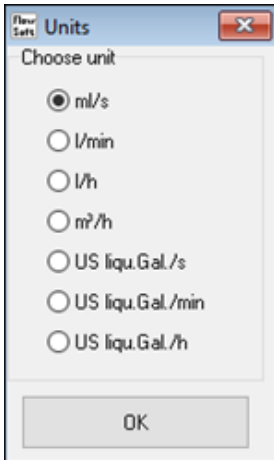 Flow
Soft
Units
Choose unit
ml/s
l/min
l/h
m³/h
US liqu.Gal./s
US liqu.Gal./min
US liqu.Gal./h
OK